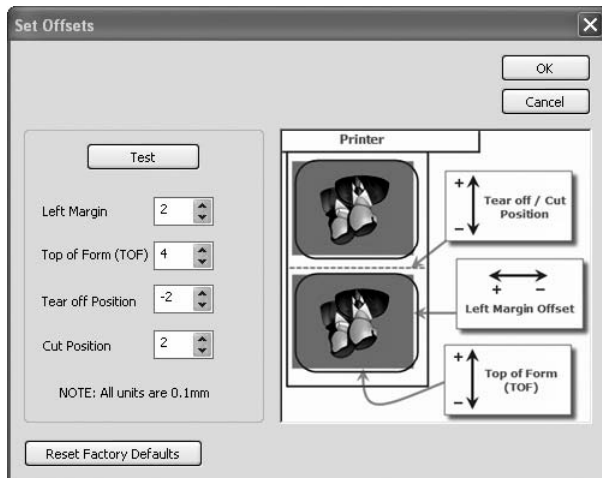 Set Offsets
OK
Cancel
Test
Left Margin 2
Top of Form (TOF) 4
Tear off Position -2
Cut Position 2
NOTE: All units are 0.1mm
Reset Factory Defaults
Printer
+
Tear off / Cut
Position
−
+ −
Left Margin Offset
+
Top of Form
(TOF)
−